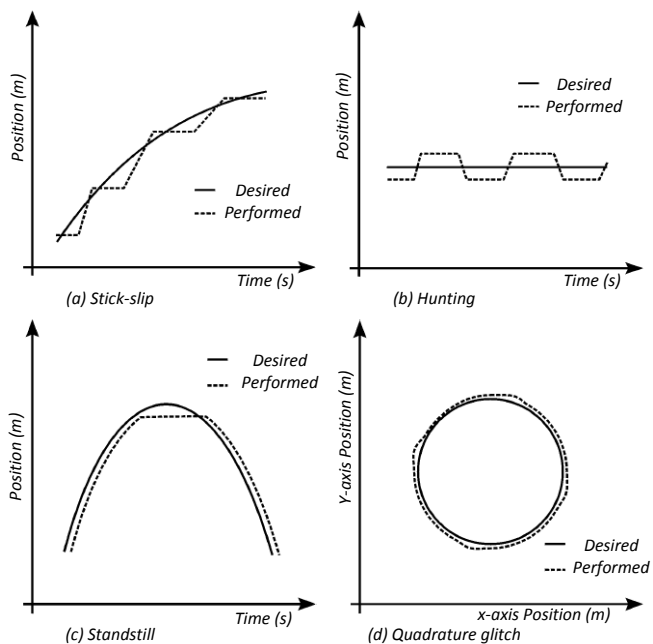 Position (m)
Desired
Performed
Time (s)
(a) Stick-slip
Position (m)
Desired
Performed
Time (s)
(b) Hunting
Position (m)
Desired
Performed
Time (s)
(c) Standstill
Y-axis Position (m)
Desired
Performed
x-axis Position (m)
(d) Quadrature glitch